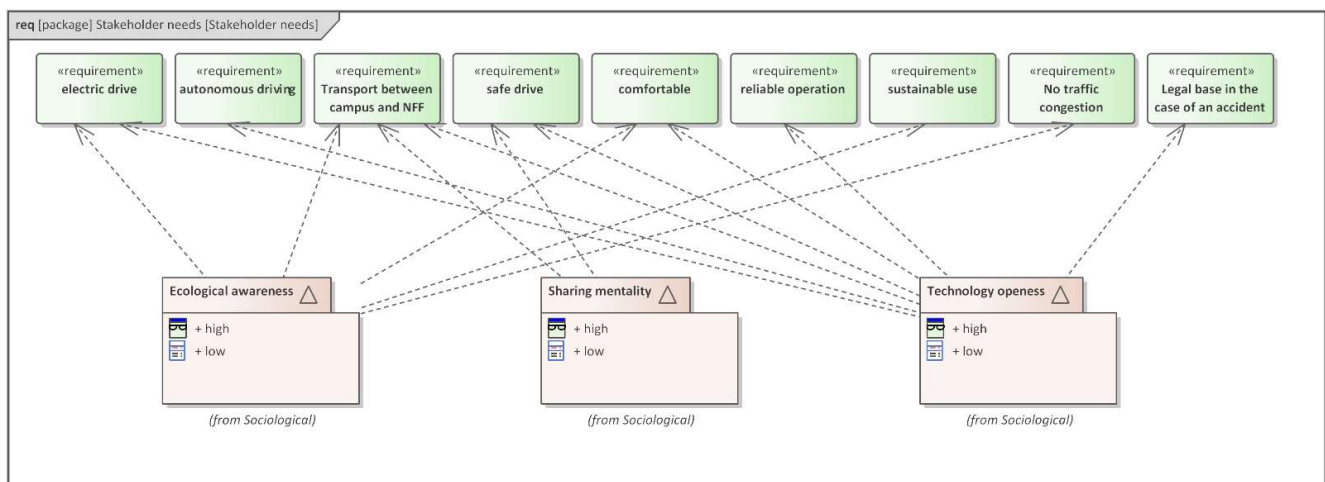 req [package] Stakeholder needs [Stakeholder needs]
«requirement»
electric drive
«requirement»
autonomous driving
«requirement»
Transport between
campus and NFF
«requirement»
safe drive
«requirement»
comfortable
«requirement»
reliable operation
«requirement»
sustainable use
«requirement»
No traffic
congestion
«requirement»
Legal base in the
case of an accident
Ecological awareness
+ high
+ low
(from Sociological)
Sharing mentality
+ high
+ low
(from Sociological)
Technology openess
+ high
+ low
(from Sociological)